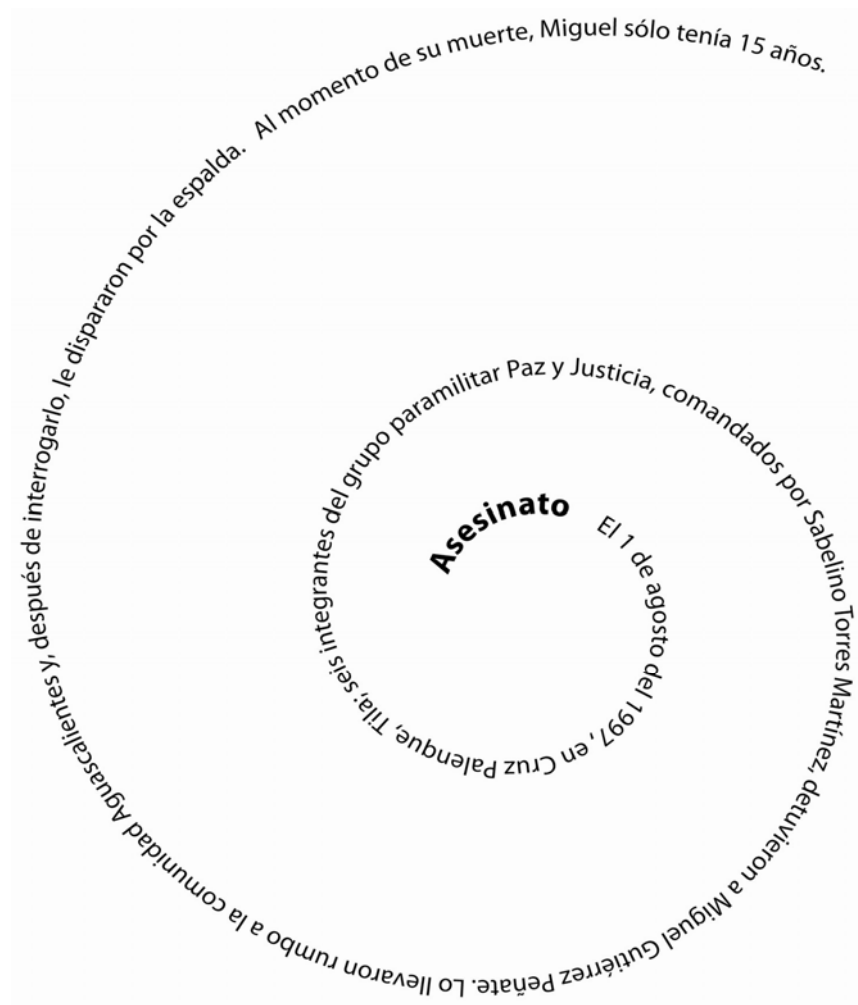 Asesinato
El 1 de agosto del 1997, en Cruz Palenque, Tila; seis integrantes del grupo paramilitar Paz y Justicia, comandados por Sabelino Torres Martínez, detuvieron a Miguel Gutiérrez Peñate. Lo llevaron rumbo a la comunidad Aguascalientes y, después de interrogarlo, le dispararon por la espalda. Al momento de su muerte, Miguel sólo tenía 15 años.